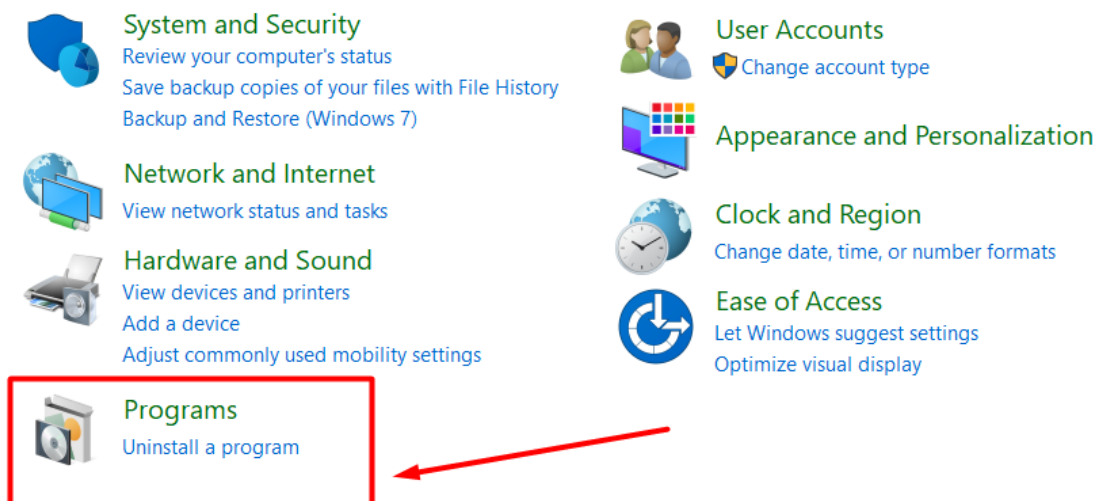 System and Security
Review your computer's status
Save backup copies of your files with File History
Backup and Restore (Windows 7)
Network and Internet
View network status and tasks
Hardware and Sound
View devices and printers
Add a device
Adjust commonly used mobility settings
Programs
Uninstall a program
User Accounts
Change account type
Appearance and Personalization
Clock and Region
Change date, time, or number formats
Ease of Access
Let Windows suggest settings
Optimize visual display